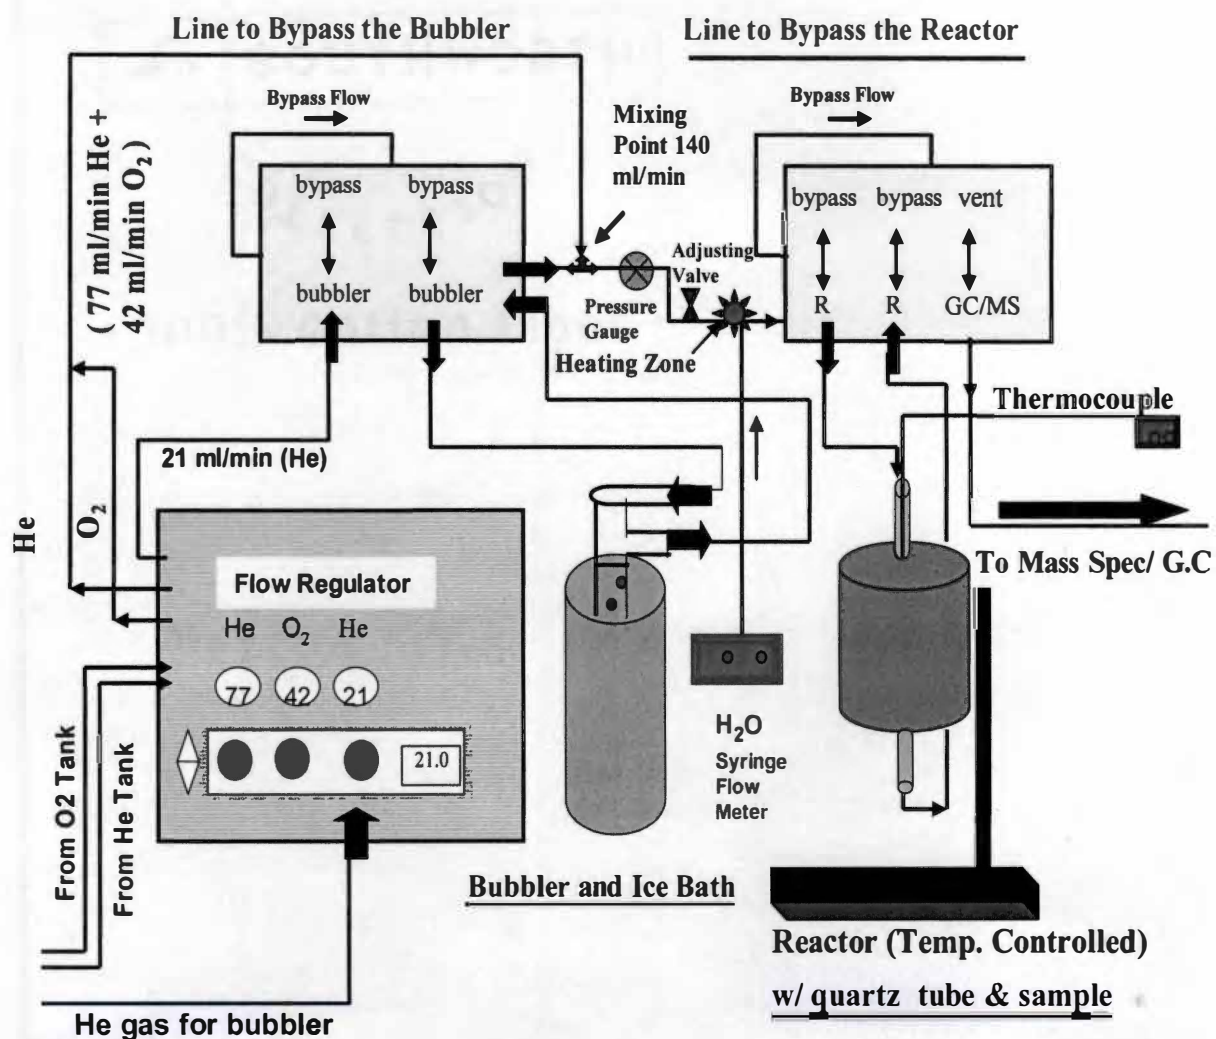 Line to Bypass the Bubbler
Line to Bypass the Reactor
Bypass Flow
Bypass Flow
( 77 ml/min He +
42 ml/min O₂ )
Mixing
Point 140
ml/min
bypass
bypass
bubbler
bubbler
bypass
bypass
vent
R
R
GC/MS
Adjusting
Valve
Pressure
Gauge
Heating Zone
Thermocouple
21 ml/min (He)
He
O₂
To Mass Spec/ G.C
Flow Regulator
He
O₂
He
77
42
21
21.0
From O2 Tank
From He Tank
H₂O
Syringe
Flow
Meter
Bubbler and Ice Bath
Reactor (Temp. Controlled)
w/ quartz tube & sample
He gas for bubbler